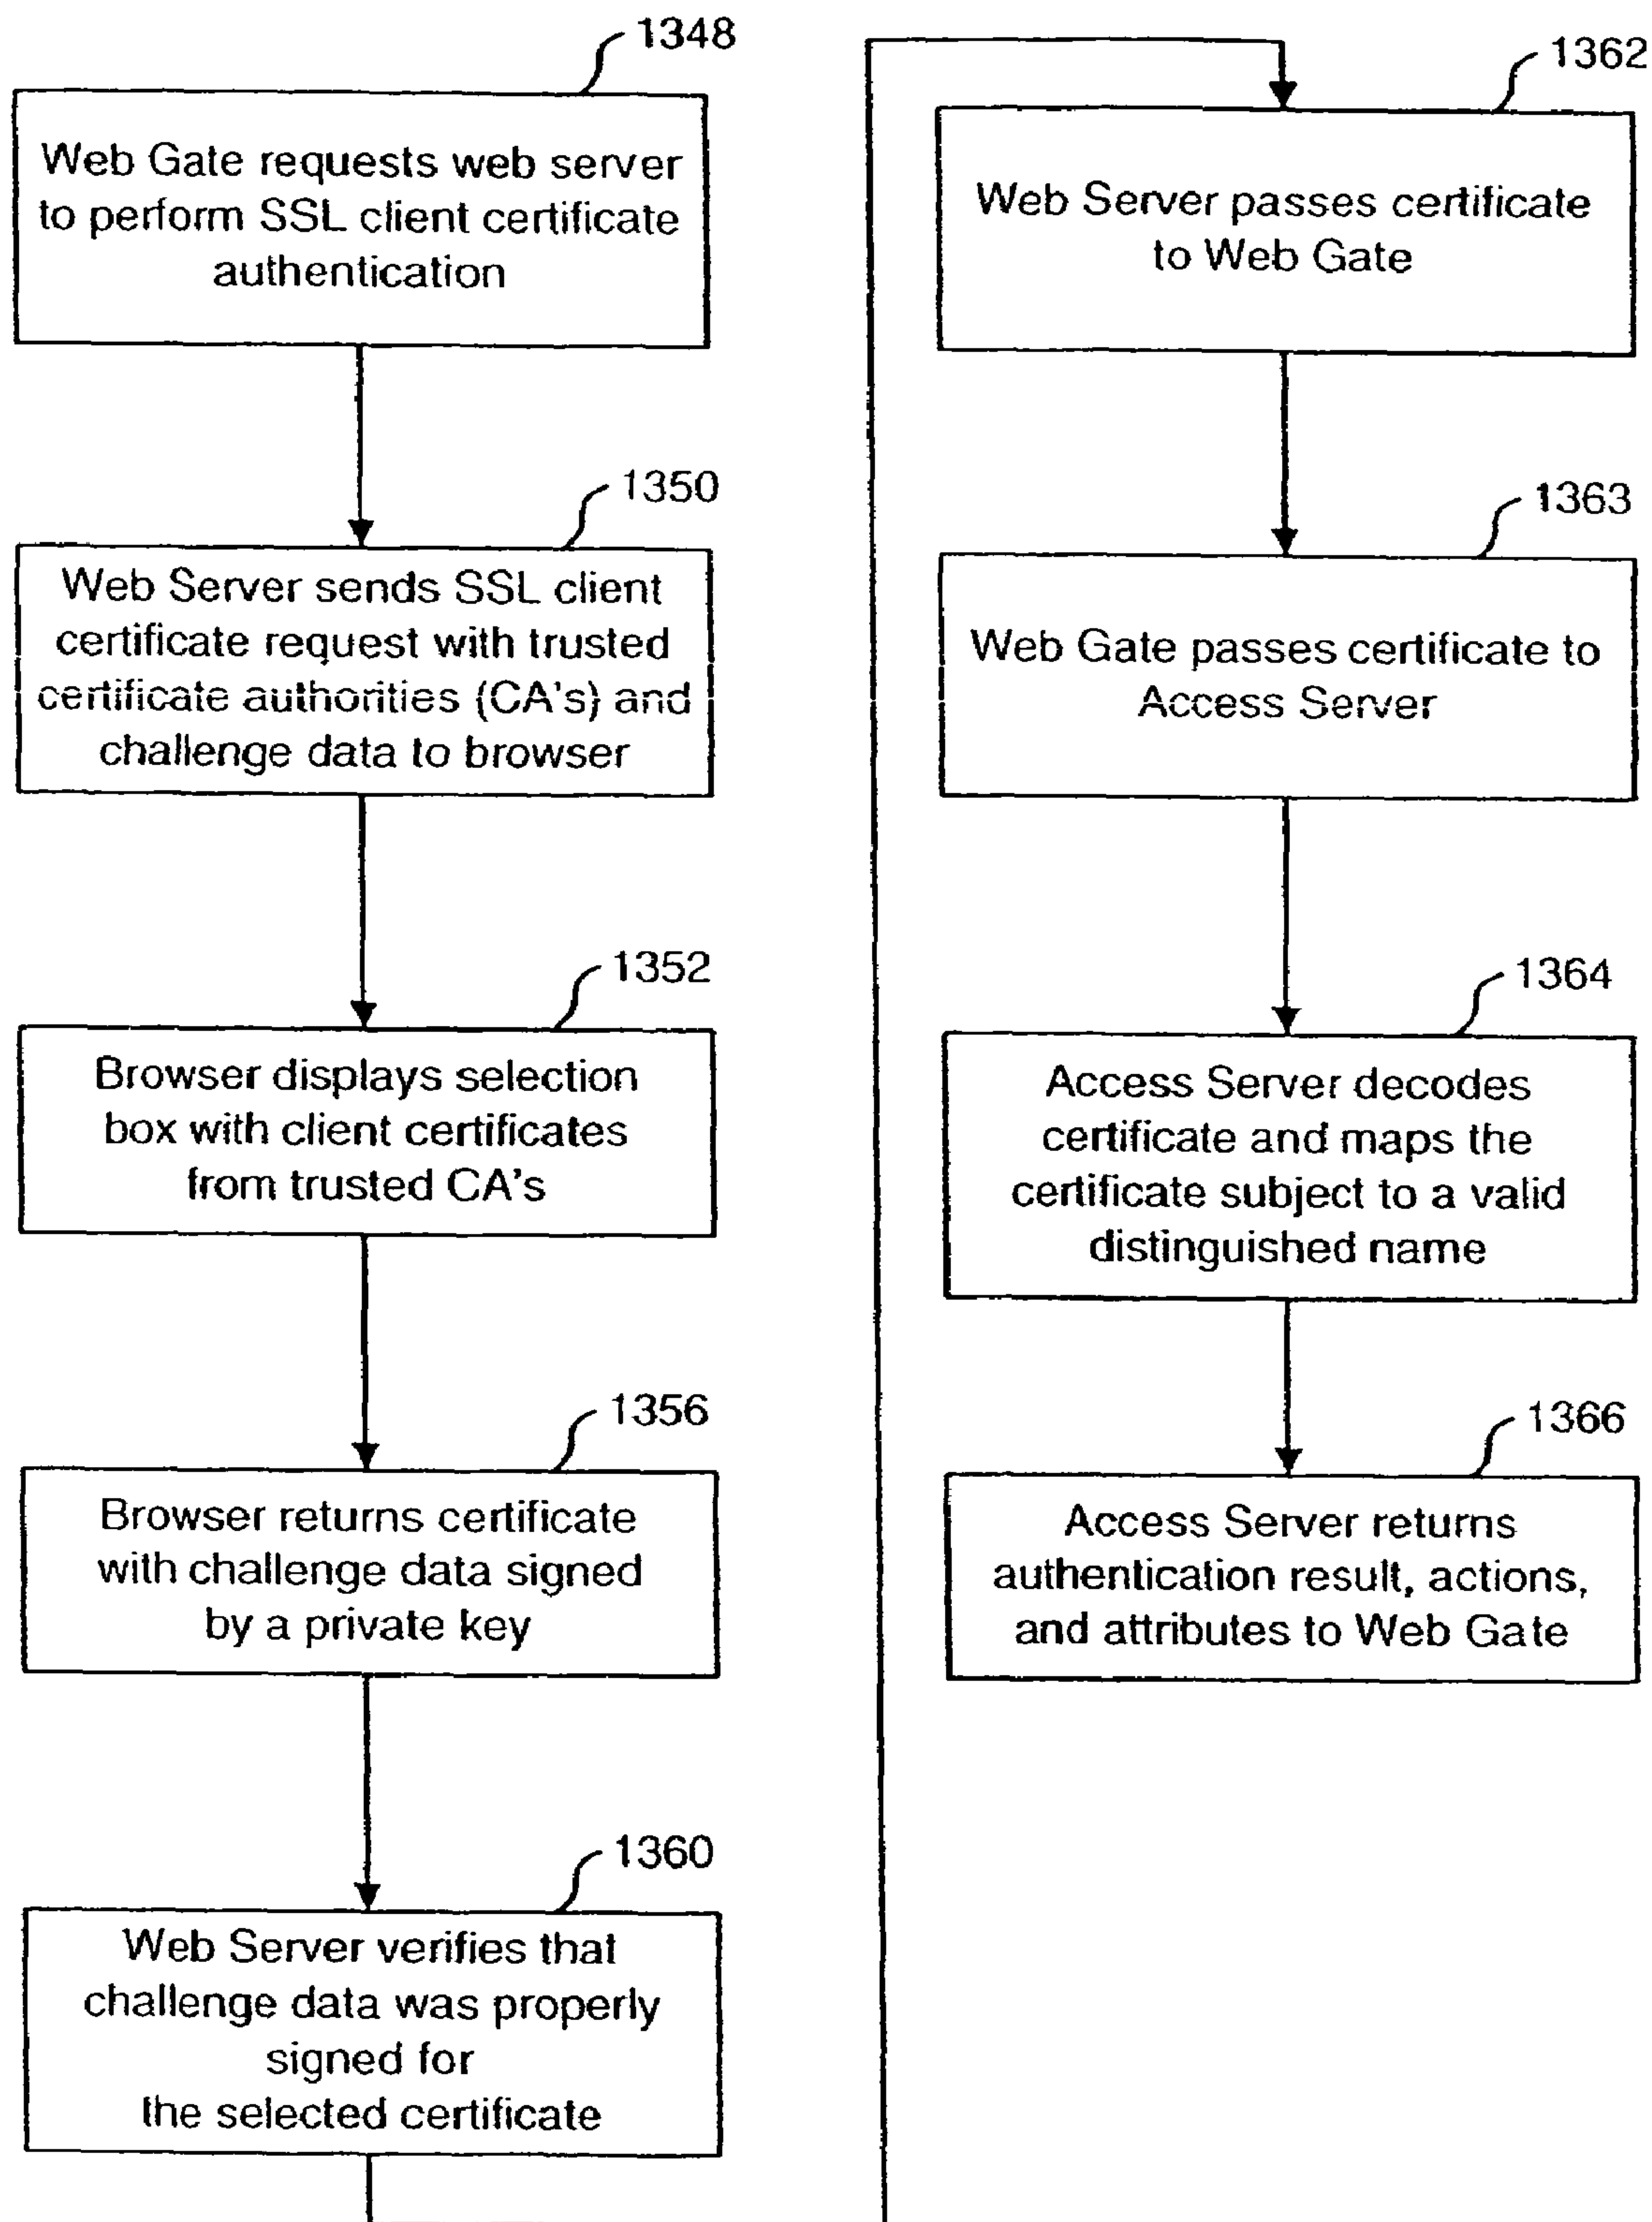 1348
Web Gate requests web server
to perform SSL client certificate
authentication
1350
Web Server sends SSL client
certificate request with trusted
certificate authorities (CA's) and
challenge data to browser
1352
Browser displays selection
box with client certificates
from trusted CA's
1356
Browser returns certificate
with challenge data signed
by a private key
1360
Web Server verifies that
challenge data was properly
signed for
the selected certificate
1362
Web Server passes certificate
to Web Gate
1363
Web Gate passes certificate to
Access Server
1364
Access Server decodes
certificate and maps the
certificate subject to a valid
distinguished name
1366
Access Server returns
authentication result, actions,
and attributes to Web Gate